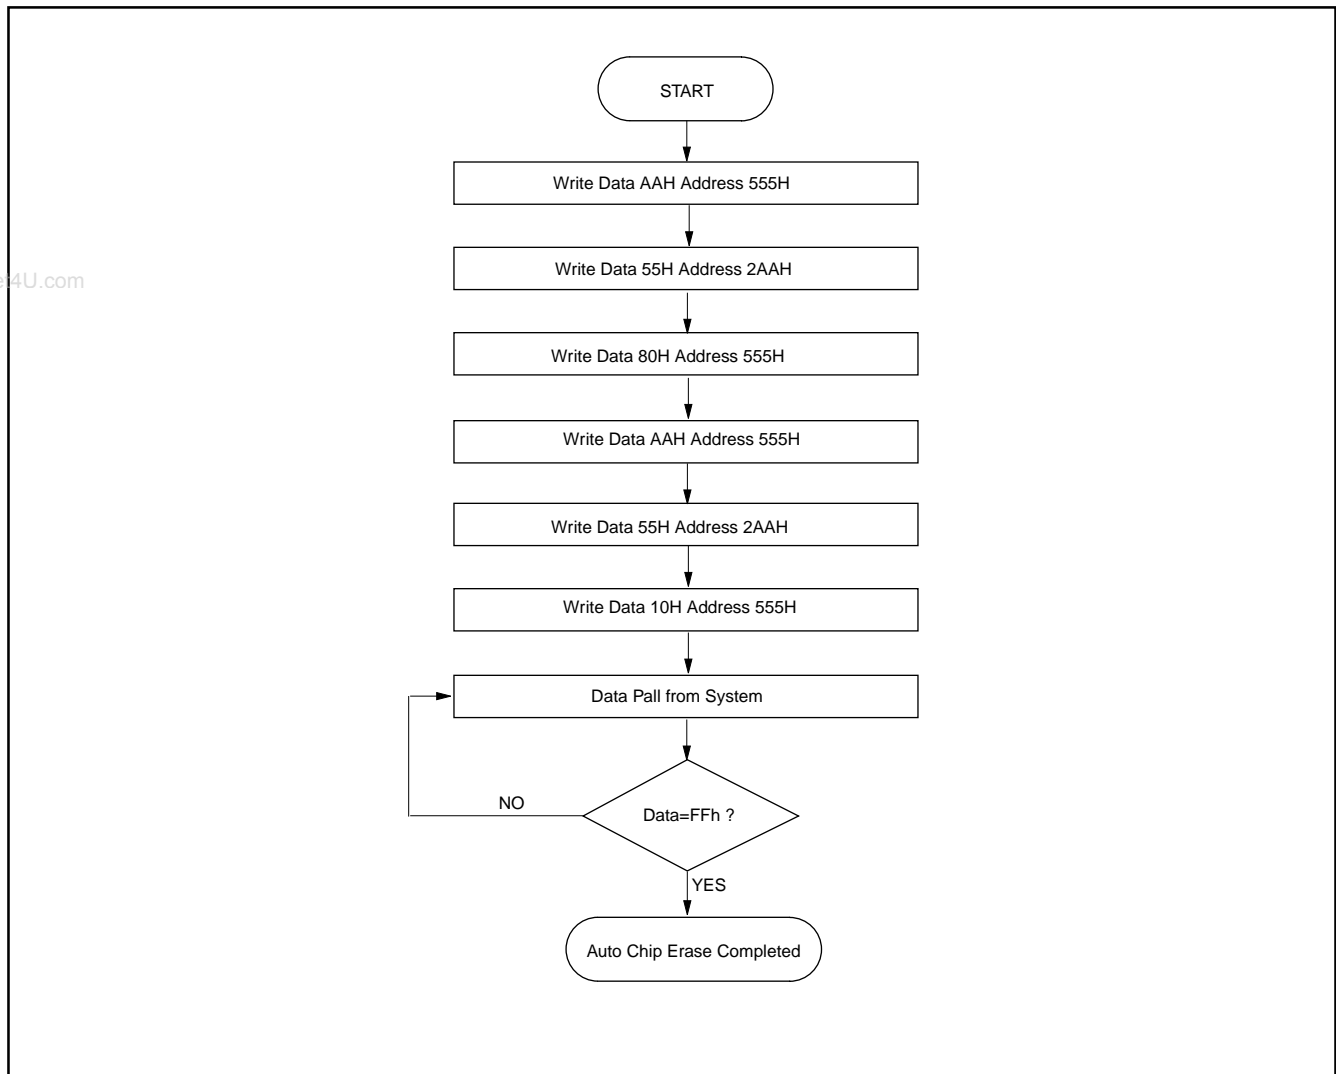 START
Write Data AAH Address 555H
Write Data 55H Address 2AAH
et4U.com
Write Data 80H Address 555H
Write Data AAH Address 555H
Write Data 55H Address 2AAH
Write Data 10H Address 555H
Data Pall from System
NO
Data=FFh ?
YES
Auto Chip Erase Completed